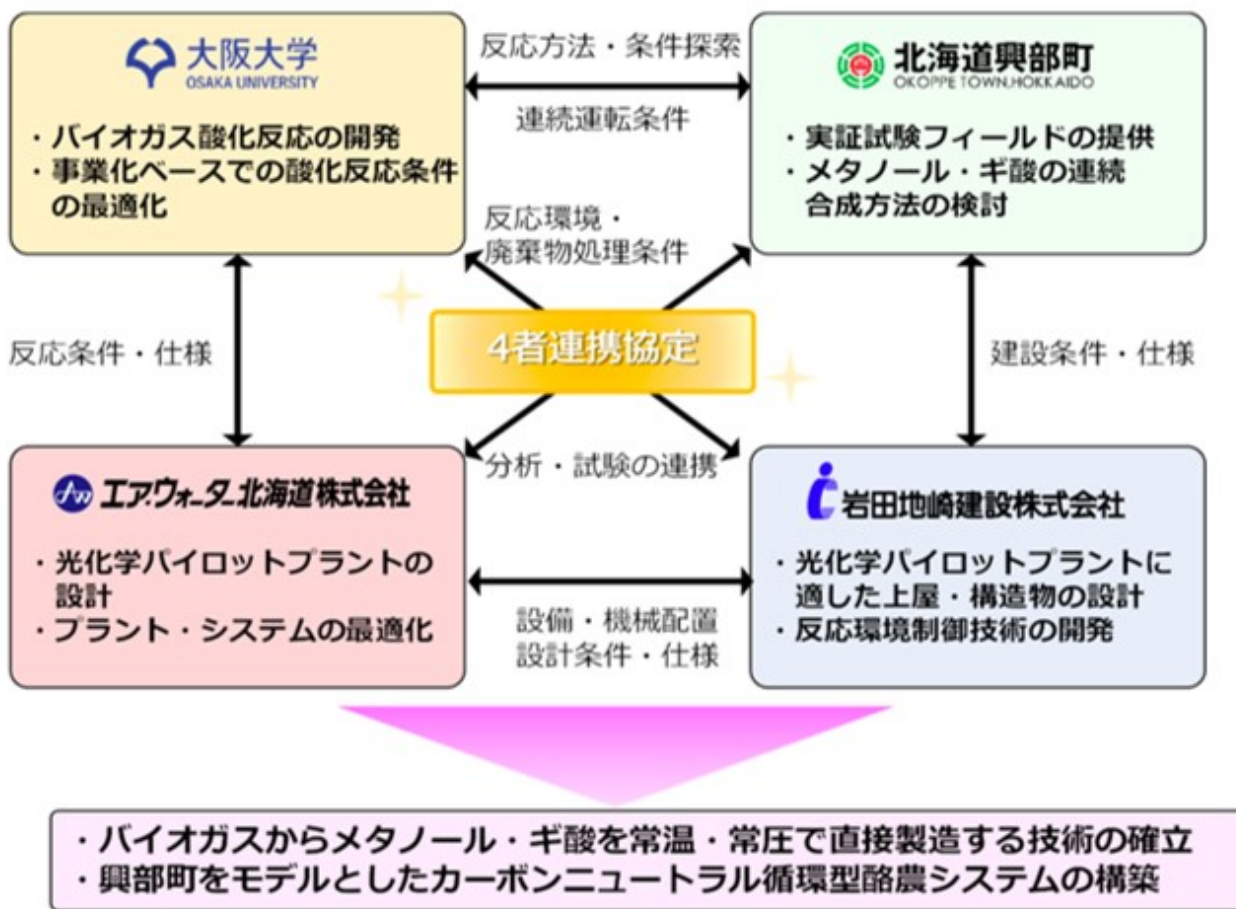 大阪大学
OSAKA UNIVERSITY
・バイオガス酸化反応の開発
・事業化ベースでの酸化反応条件
の最適化
反応方法・条件探索
連続運転条件
北海道興部町
OKOPPE TOWN,HOKKAIDO
・実証試験フィールドの提供
・メタノール・ギ酸の連続
合成方法の検討
反応環境・
廃棄物処理条件
4者連携協定
反応条件・仕様
建設条件・仕様
分析・試験の連携
エア・ウォーター北海道株式会社
・光化学パイロットプラントの
設計
・プラント・システムの最適化
設備・機械配置
設計条件・仕様
岩田地崎建設株式会社
・光化学パイロットプラントに
適した上屋・構造物の設計
・反応環境制御技術の開発
・バイオガスからメタノール・ギ酸を常温・常圧で直接製造する技術の確立
・興部町をモデルとしたカーボンニュートラル循環型酪農システムの構築